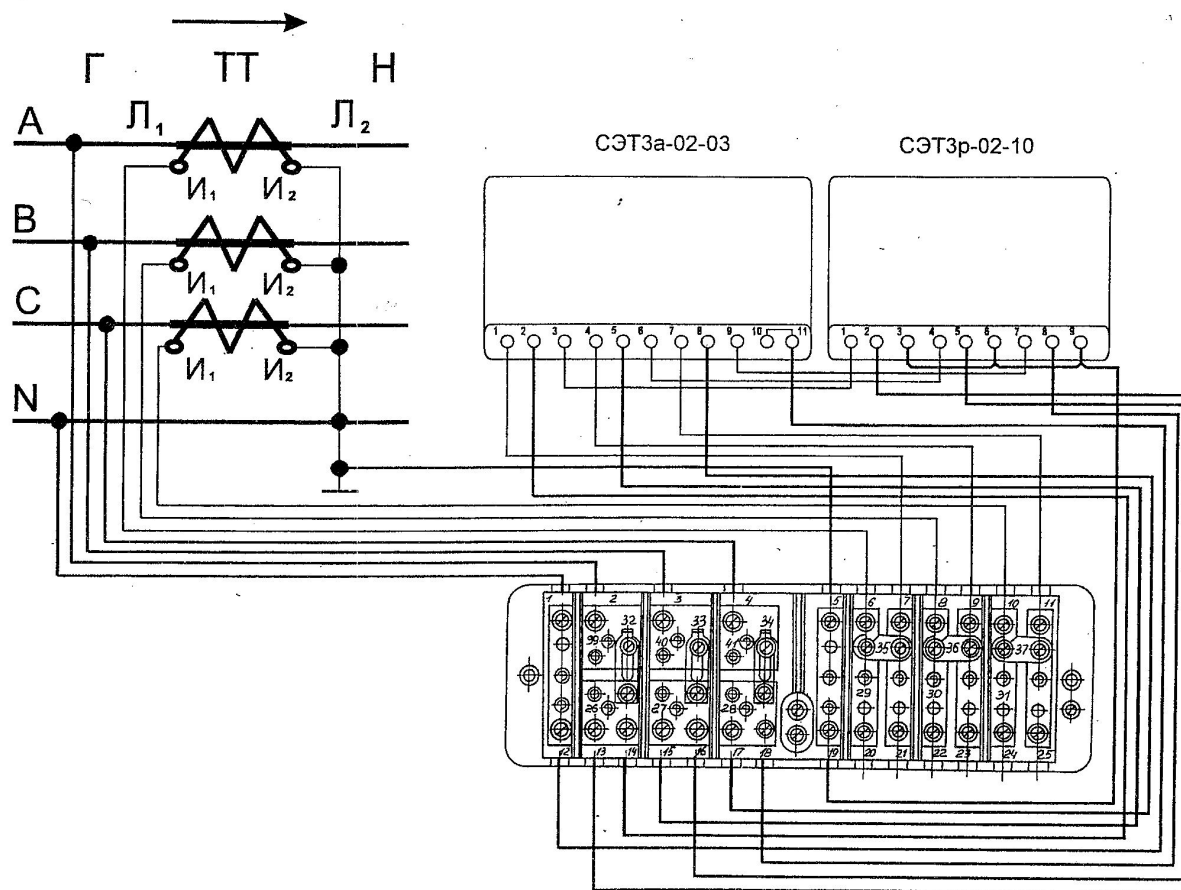 Г ТТ Н
А Л₁ Л₂
И₁ И₂
В
И₁ И₂
С
И₁ И₂
N
СЭТ3а-02-03 СЭТ3р-02-10
1 2 3 4 5 6 7 8 9 10 11
1 2 3 4 5 6 7 8 9
1 2 3 4 5 6 7 8 9 10 11
39 32 40 33 41 34 35 36 37
26 27 28 29 30 31
12 13 14 15 16 17 18 19 20 21 22 23 24 25